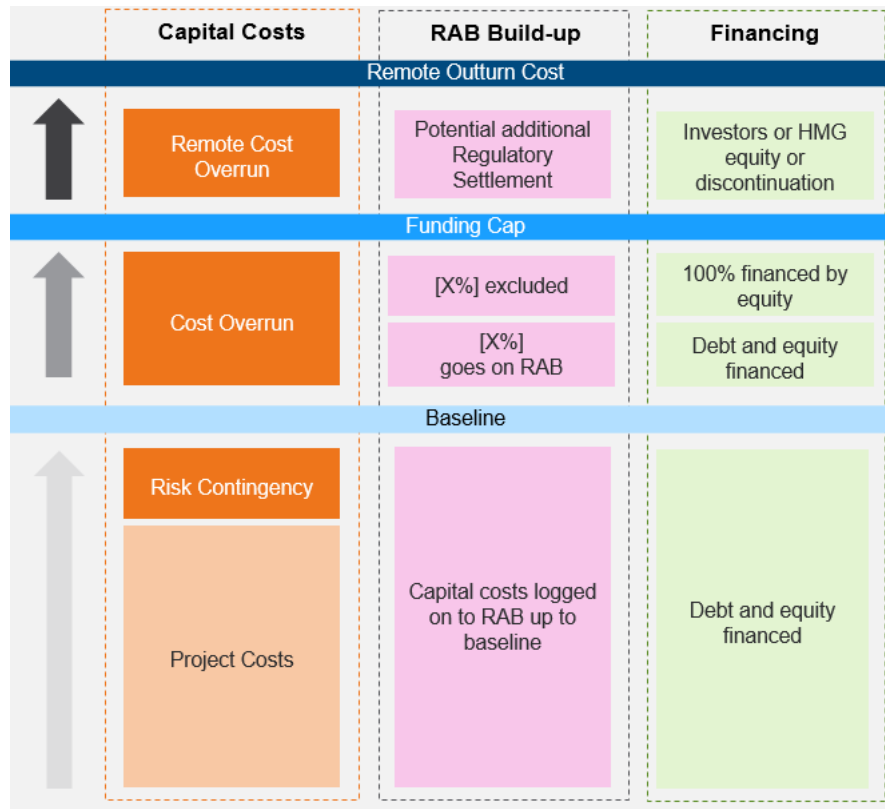 Capital Costs
RAB Build-up
Financing
Remote Outturn Cost
Remote Cost
Overrun
Potential additional
Regulatory
Settlement
Investors or HMG
equity or
discontinuation
Funding Cap
Cost Overrun
[X%] excluded
100% financed by
equity
[X%]
goes on RAB
Debt and equity
financed
Baseline
Risk Contingency
Project Costs
Capital costs logged
on to RAB up to
baseline
Debt and equity
financed